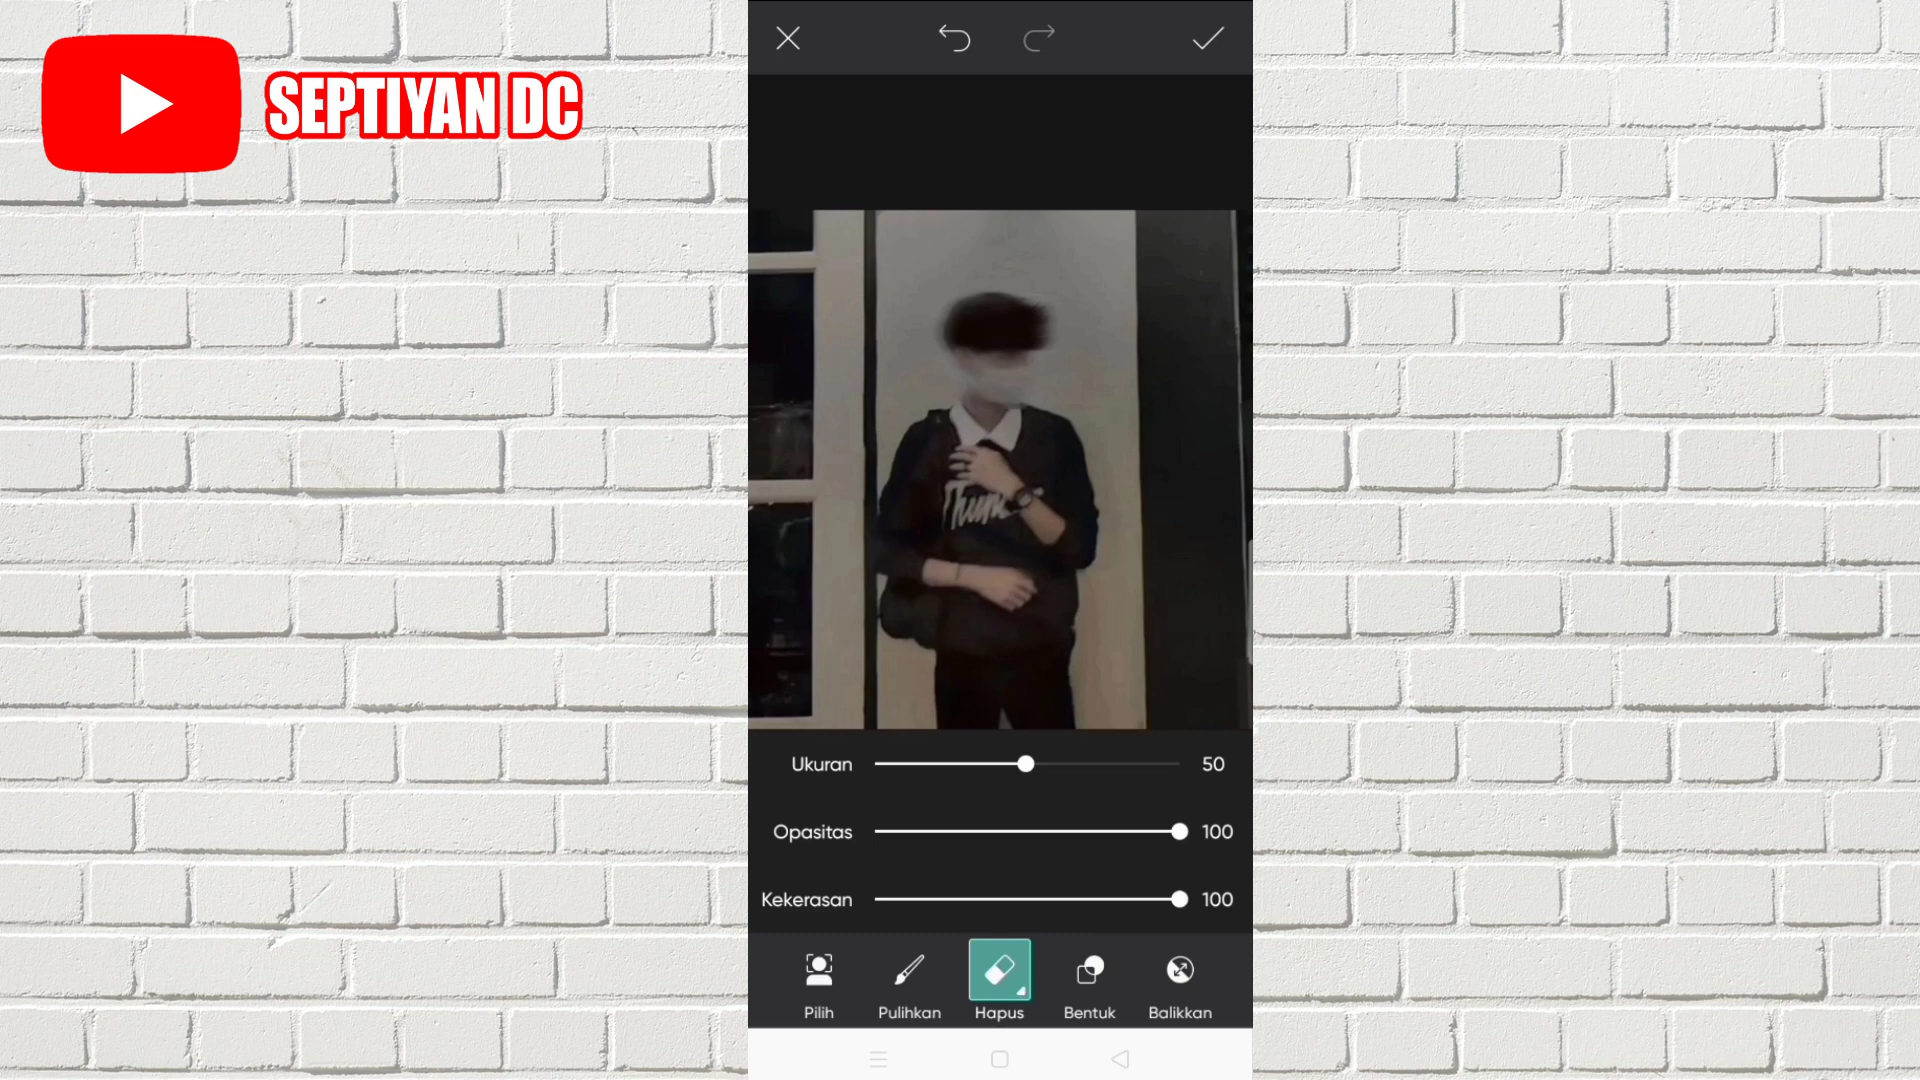 SEPTIYAN DC
Ukuran 50
Opasitas 100
Kekerasan 100
Pilih Pulihkan Hapus Bentuk Balikkan